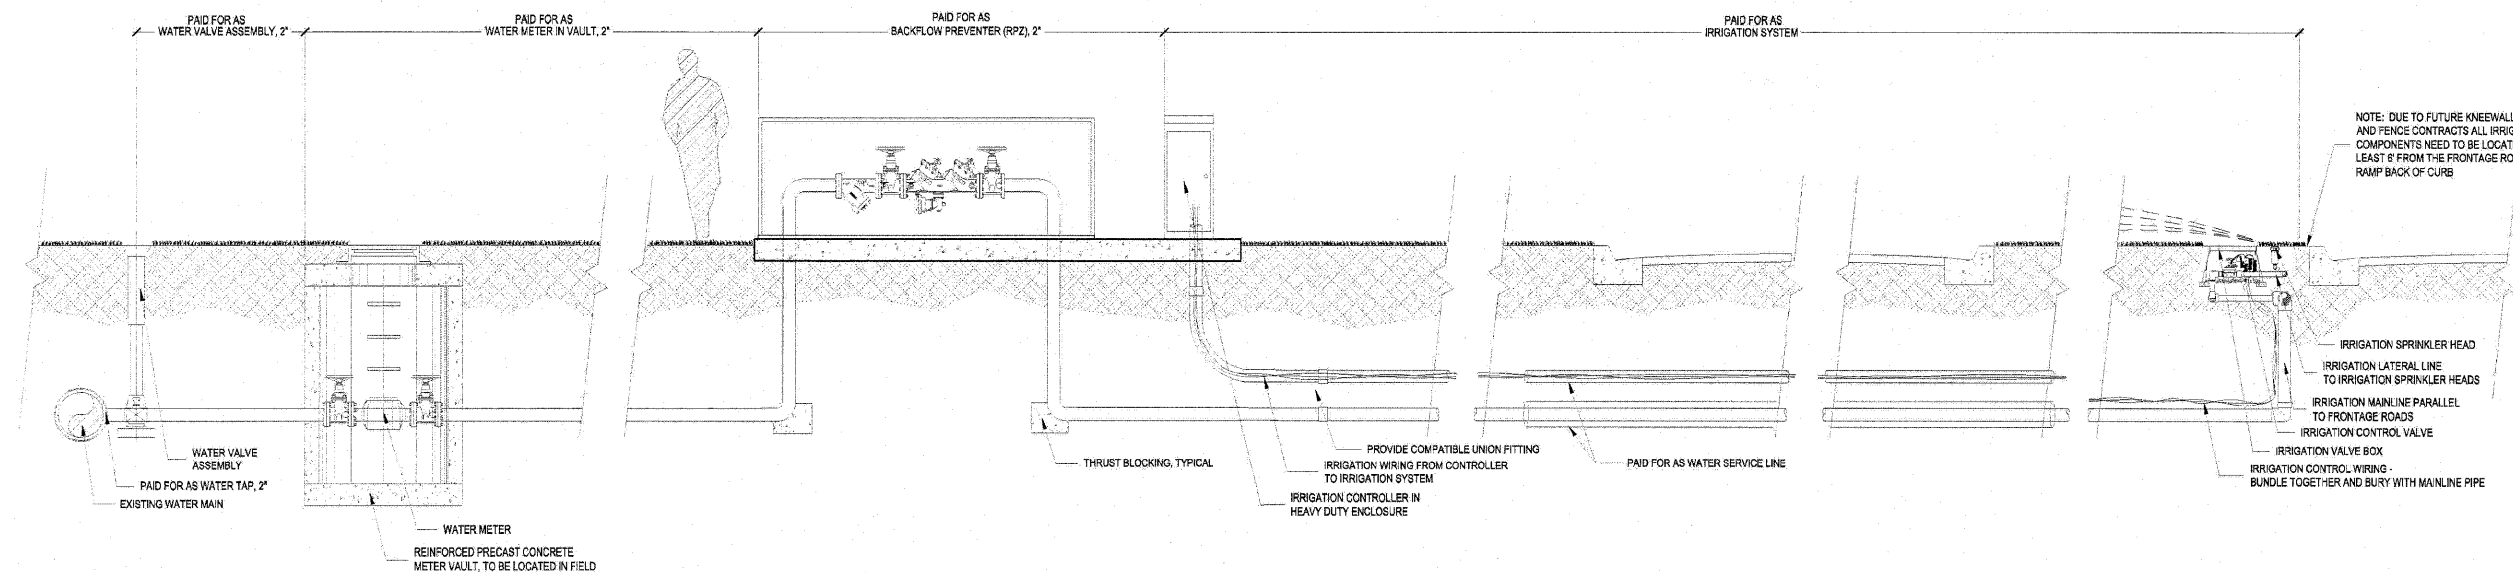 PAID FOR AS
WATER VALVE ASSEMBLY, 2"
PAID FOR AS
WATER METER IN VAULT, 2"
PAID FOR AS
BACKFLOW PREVENTER (RPZ), 2"
PAID FOR AS
IRRIGATION SYSTEM
NOTE: DUE TO FUTURE KNEEWALL
AND FENCE CONTRACTS ALL IRRIG
COMPONENTS NEED TO BE LOCAT
LEAST 6' FROM THE FRONTAGE RO
RAMP BACK OF CURB
IRRIGATION SPRINKLER HEAD
IRRIGATION LATERAL LINE
TO IRRIGATION SPRINKLER HEADS
IRRIGATION MAINLINE PARALLEL
TO FRONTAGE ROADS
IRRIGATION CONTROL VALVE
IRRIGATION VALVE BOX
IRRIGATION CONTROL WIRING -
BUNDLE TOGETHER AND BURY WITH MAINLINE PIPE
PROVIDE COMPATIBLE UNION FITTING
IRRIGATION WIRING FROM CONTROLLER
TO IRRIGATION SYSTEM
PAID FOR AS WATER SERVICE LINE
IRRIGATION CONTROLLER IN
HEAVY DUTY ENCLOSURE
THRUST BLOCKING, TYPICAL
WATER VALVE
ASSEMBLY
PAID FOR AS WATER TAP, 2"
EXISTING WATER MAIN
WATER METER
REINFORCED PRECAST CONCRETE
METER VAULT, TO BE LOCATED IN FIELD